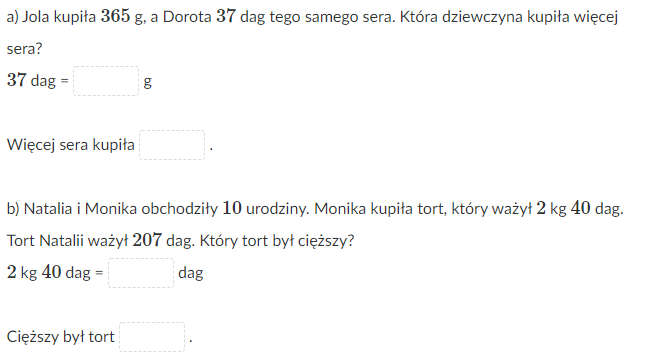 a) Jola kupiła 365 g, a Dorota 37 dag tego samego sera. Która dziewczyna kupiła więcej
sera?
37 dag = g
Więcej sera kupiła .
b) Natalia i Monika obchodziły 10 urodziny. Monika kupiła tort, który ważył 2 kg 40 dag.
Tort Natalii ważył 207 dag. Który tort był cięższy?
2 kg 40 dag = dag
Cięższy był tort .